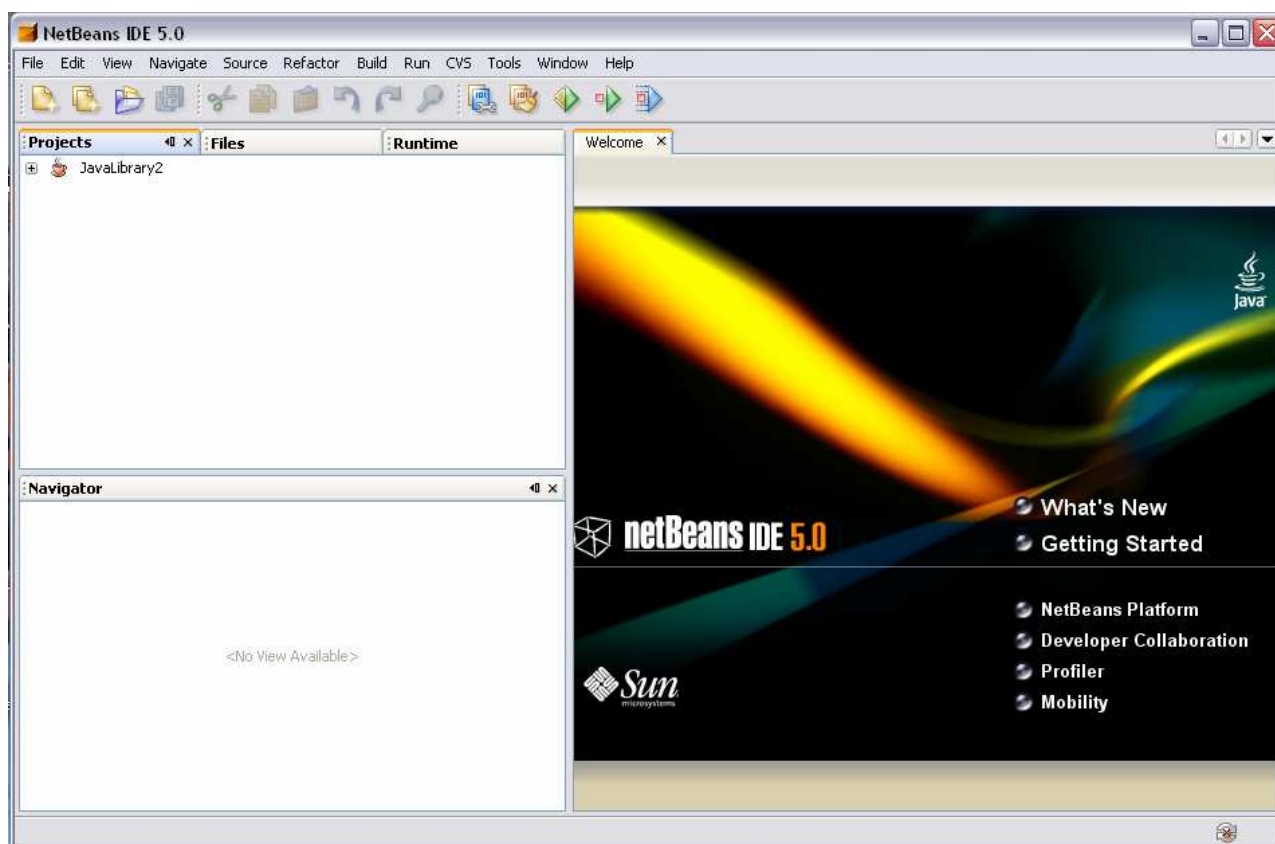 NetBeans IDE 5.0
File Edit View Navigate Source Refactor Build Run CVS Tools Window Help
Projects Files Runtime
JavaLibrary2
Navigator
<No View Available>
Welcome
Java
What's New
Getting Started
netBeans IDE 5.0
NetBeans Platform
Developer Collaboration
Profiler
Mobility
Sun
microsystems